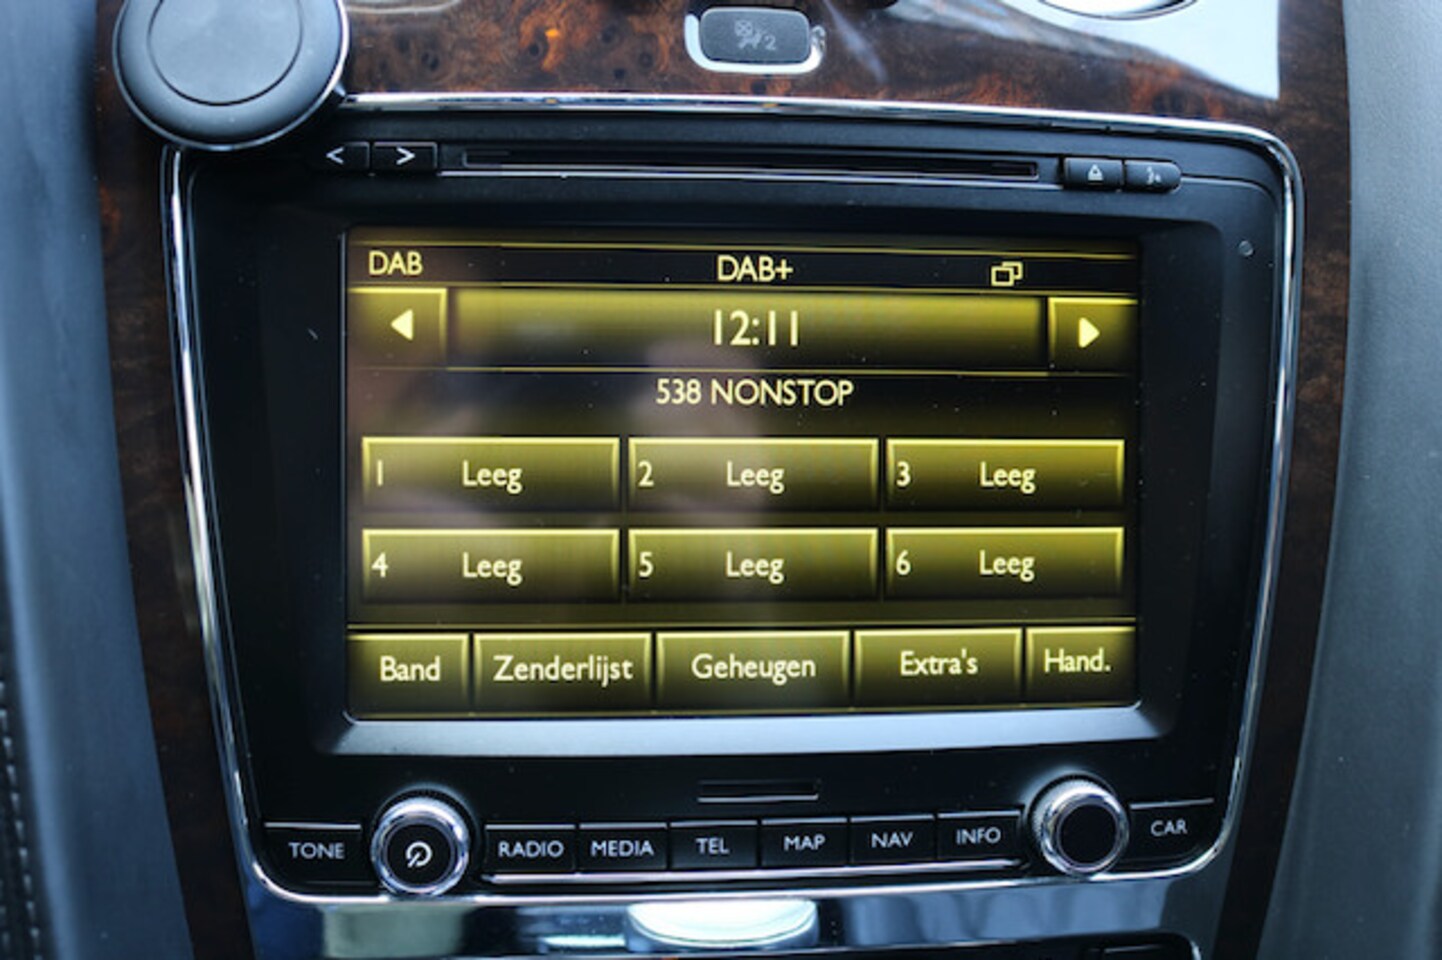 2
< >
DAB DAB+
12:11
538 NONSTOP
1 Leeg 2 Leeg 3 Leeg
4 Leeg 5 Leeg 6 Leeg
Band Zenderlijst Geheugen Extra's Hand.
TONE RADIO MEDIA TEL MAP NAV INFO CAR